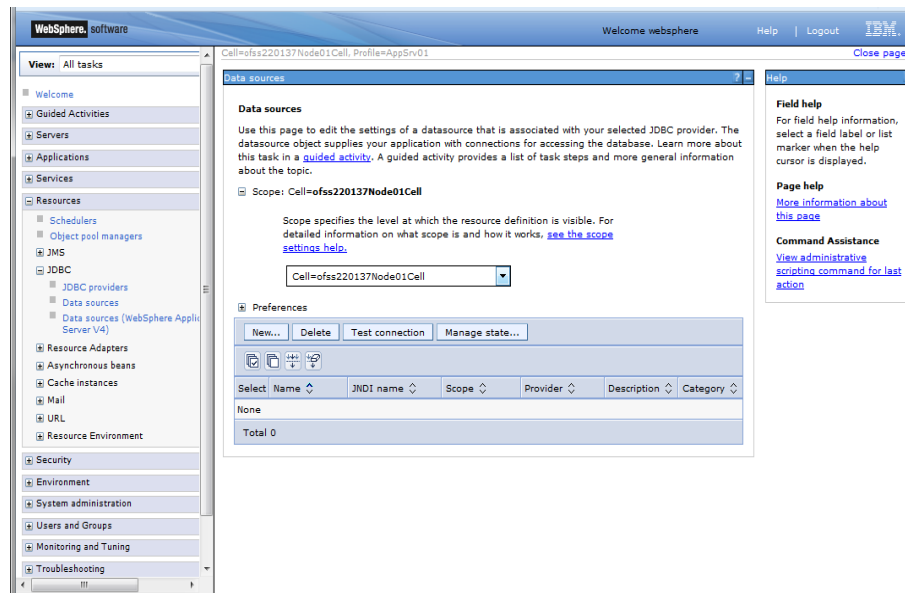 WebSphere. software
Welcome websphere
Help | Logout
IBM.
Cell=ofss220137Node01Cell, Profile=AppSrv01
Close page
View: All tasks
Welcome
Guided Activities
Servers
Applications
Services
Resources
Schedulers
Object pool managers
JMS
JDBC
JDBC providers
Data sources
Data sources (WebSphere Applic
Server V4)
Resource Adapters
Asynchronous beans
Cache instances
Mail
URL
Resource Environment
Security
Environment
System administration
Users and Groups
Monitoring and Tuning
Troubleshooting
Data sources
? -
Data sources
Use this page to edit the settings of a datasource that is associated with your selected JDBC provider. The
datasource object supplies your application with connections for accessing the database. Learn more about
this task in a guided activity. A guided activity provides a list of task steps and more general information
about the topic.
Scope: Cell=ofss220137Node01Cell
Scope specifies the level at which the resource definition is visible. For
detailed information on what scope is and how it works, see the scope
settings help.
Cell=ofss220137Node01Cell
Preferences
New... Delete Test connection Manage state...
Select Name JNDI name Scope Provider Description Category
None
Total 0
Help
Field help
For field help information,
select a field label or list
marker when the help
cursor is displayed.
Page help
More information about
this page
Command Assistance
View administrative
scripting command for last
action